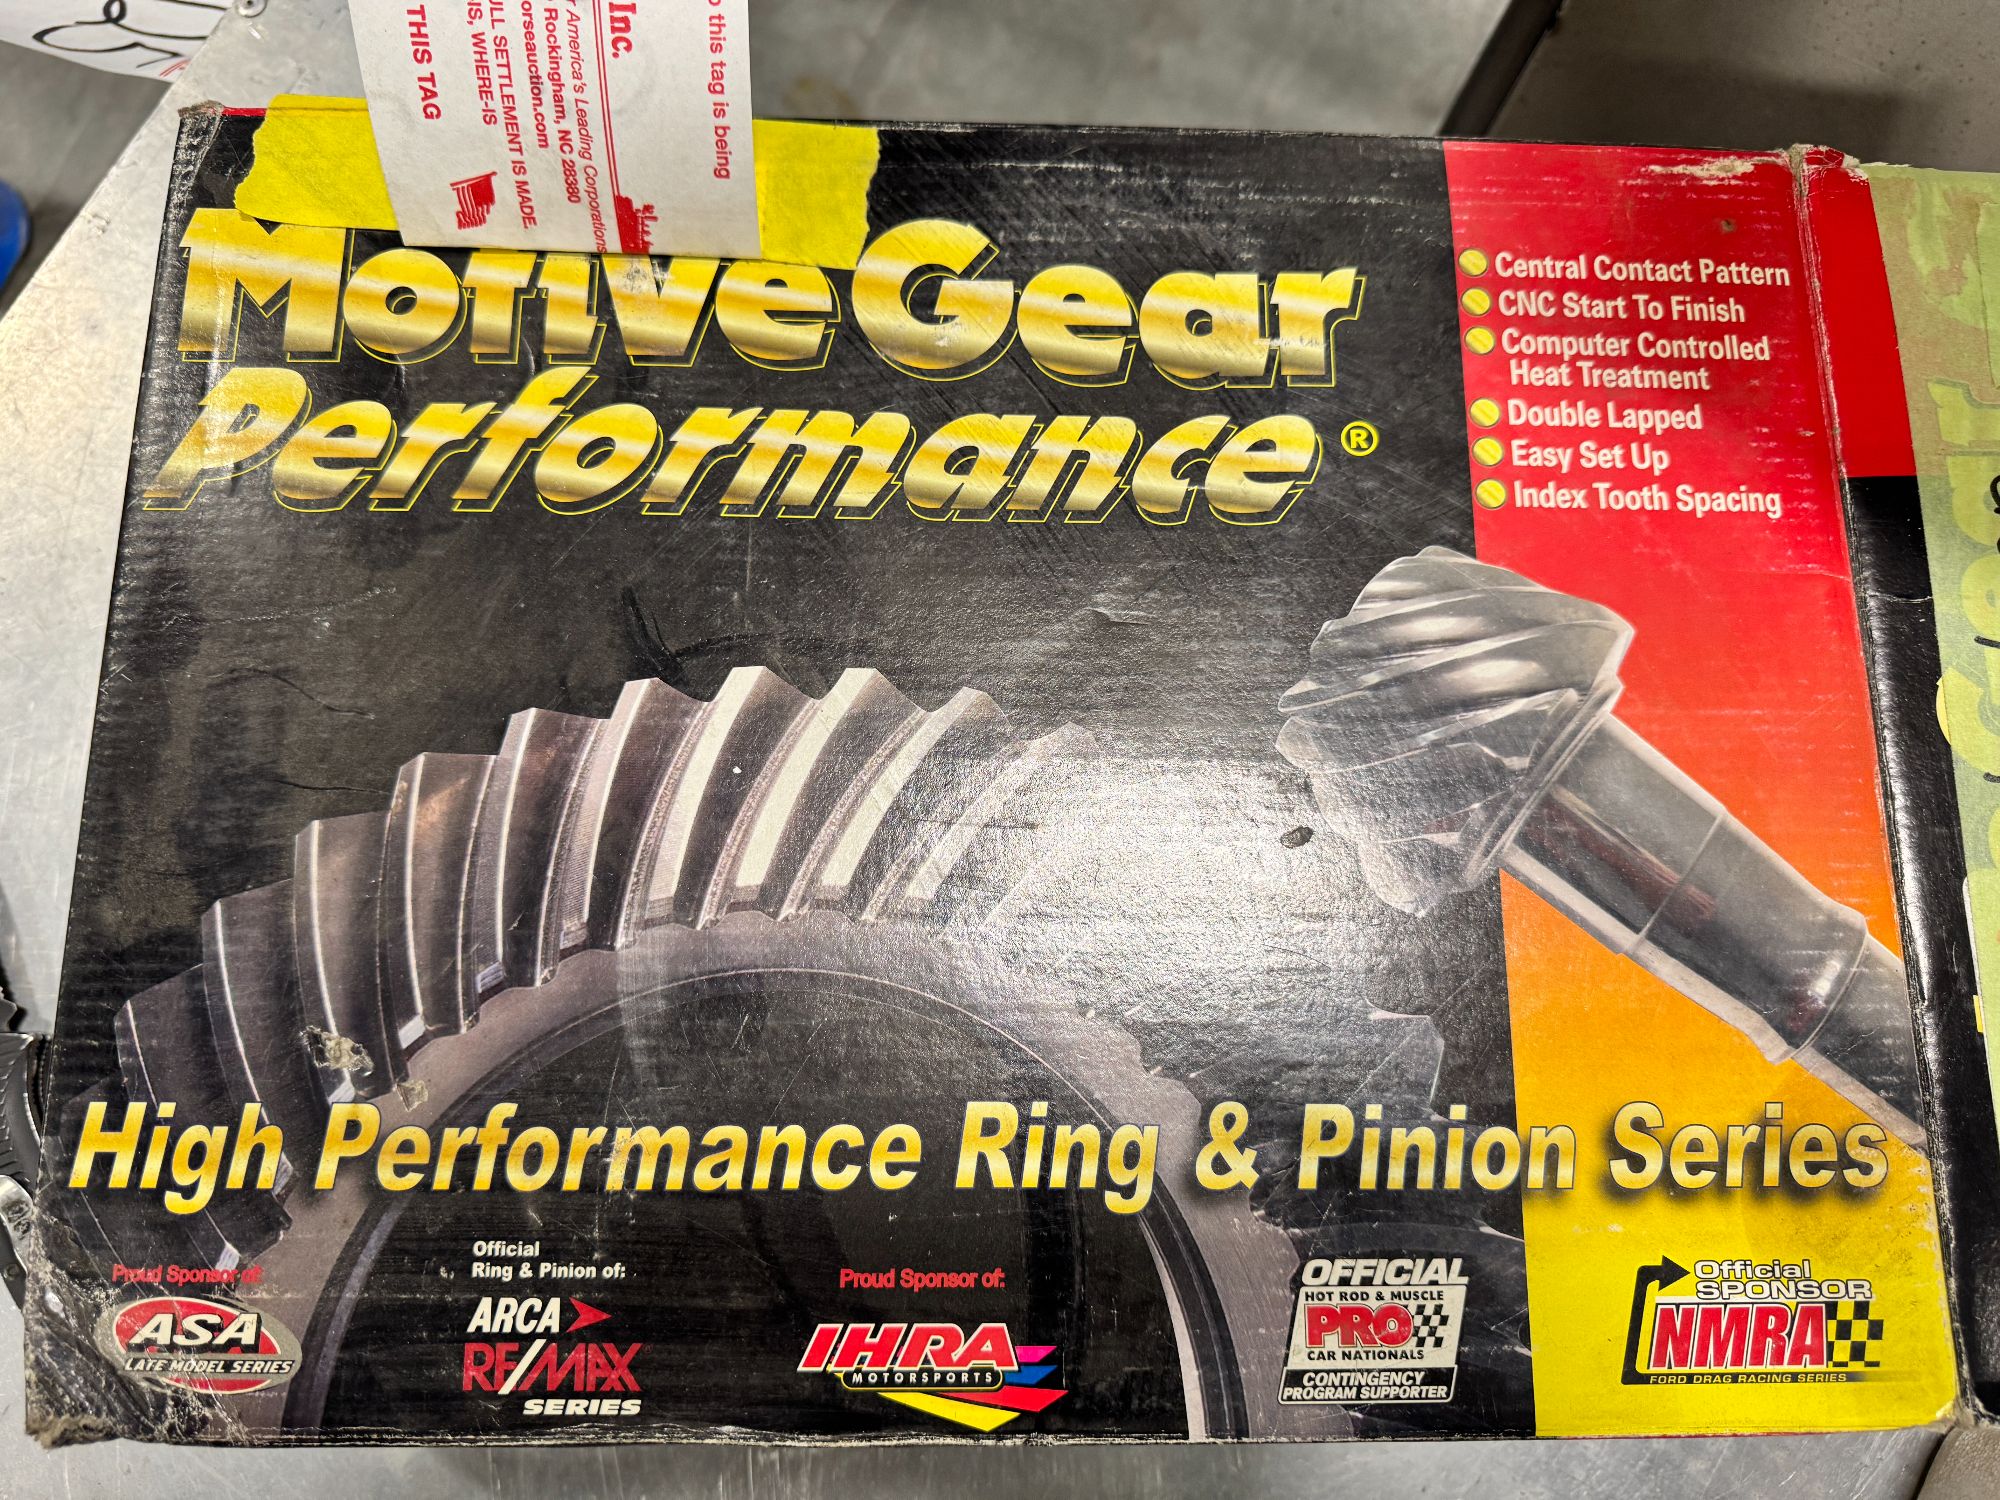 THIS TAG
IS, WHERE-IS
ULL SETTLEMENT IS MADE.
orseauction.com
Rockingham, NC 28380
America's Leading Corporations
Inc.
this tag is being
Motive Gear
Performance®
Central Contact Pattern
CNC Start To Finish
Computer Controlled
Heat Treatment
Double Lapped
Easy Set Up
Index Tooth Spacing
High Performance Ring & Pinion Series
Proud Sponsor of:
ASA
LATE MODEL SERIES
Official
Ring & Pinion of:
ARCA
RE/MAX
SERIES
Proud Sponsor of:
IHRA
MOTORSPORTS
OFFICIAL
HOT ROD & MUSCLE
PRO
CAR NATIONALS
CONTINGENCY
PROGRAM SUPPORTER
Official
SPONSOR
NMRA
FORD DRAG RACING SERIES